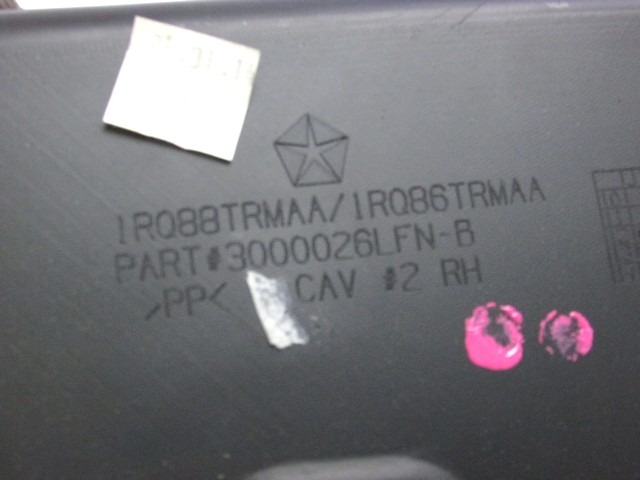 1RQ88TRMAA/1RQ86TRMAA
PART#3000026LFN-B
>PP< CAV #2 RH